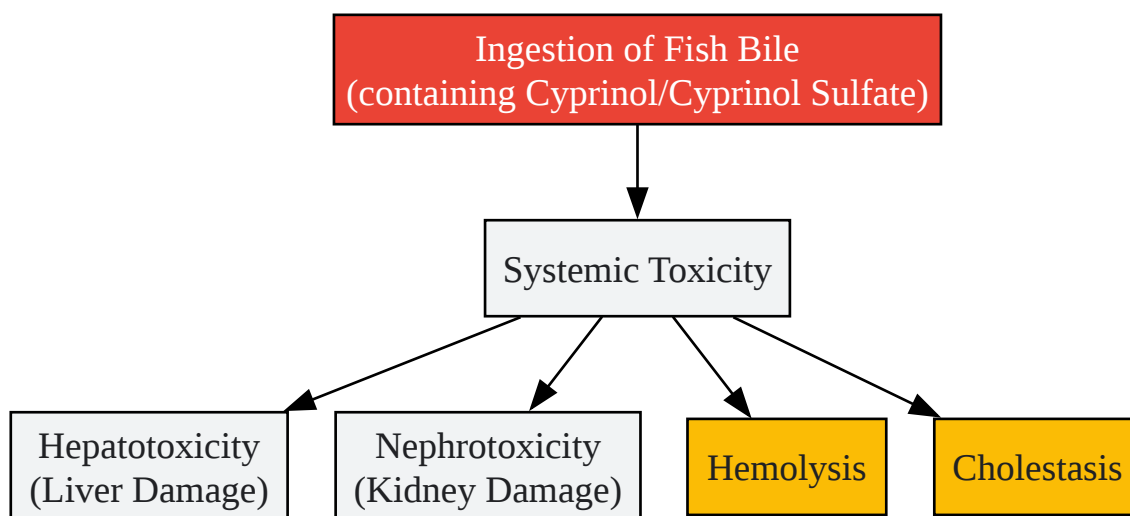 Ingestion of Fish Bile
(containing Cyprinol/Cyprinol Sulfate)
Systemic Toxicity
Hepatotoxicity
(Liver Damage)
Nephrotoxicity
(Kidney Damage)
Hemolysis
Cholestasis